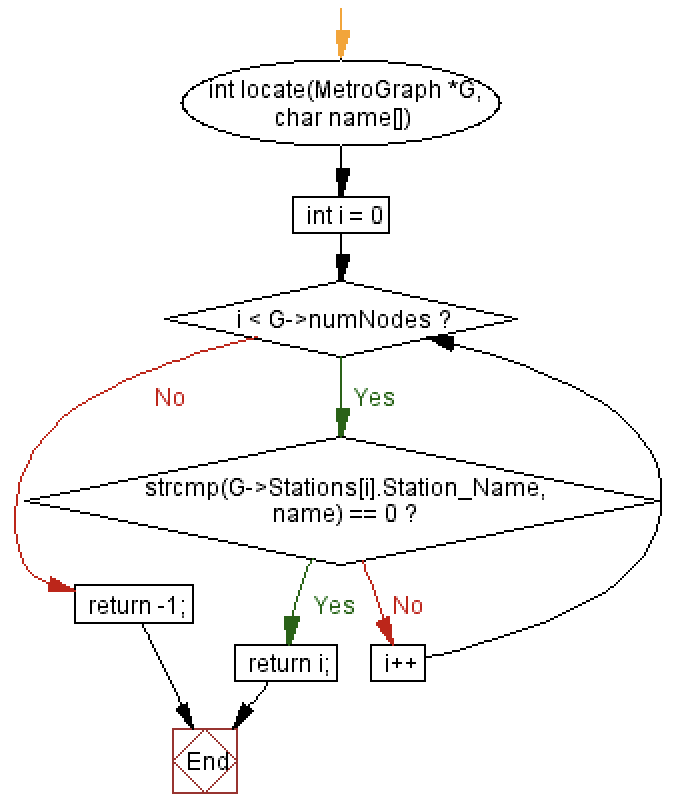 int locate(MetroGraph *G,
char name[])
int i = 0
i < G->numNodes ?
No
Yes
strcmp(G->Stations[i].Station_Name,
name) == 0 ?
return -1;
Yes
No
return i;
i++
End